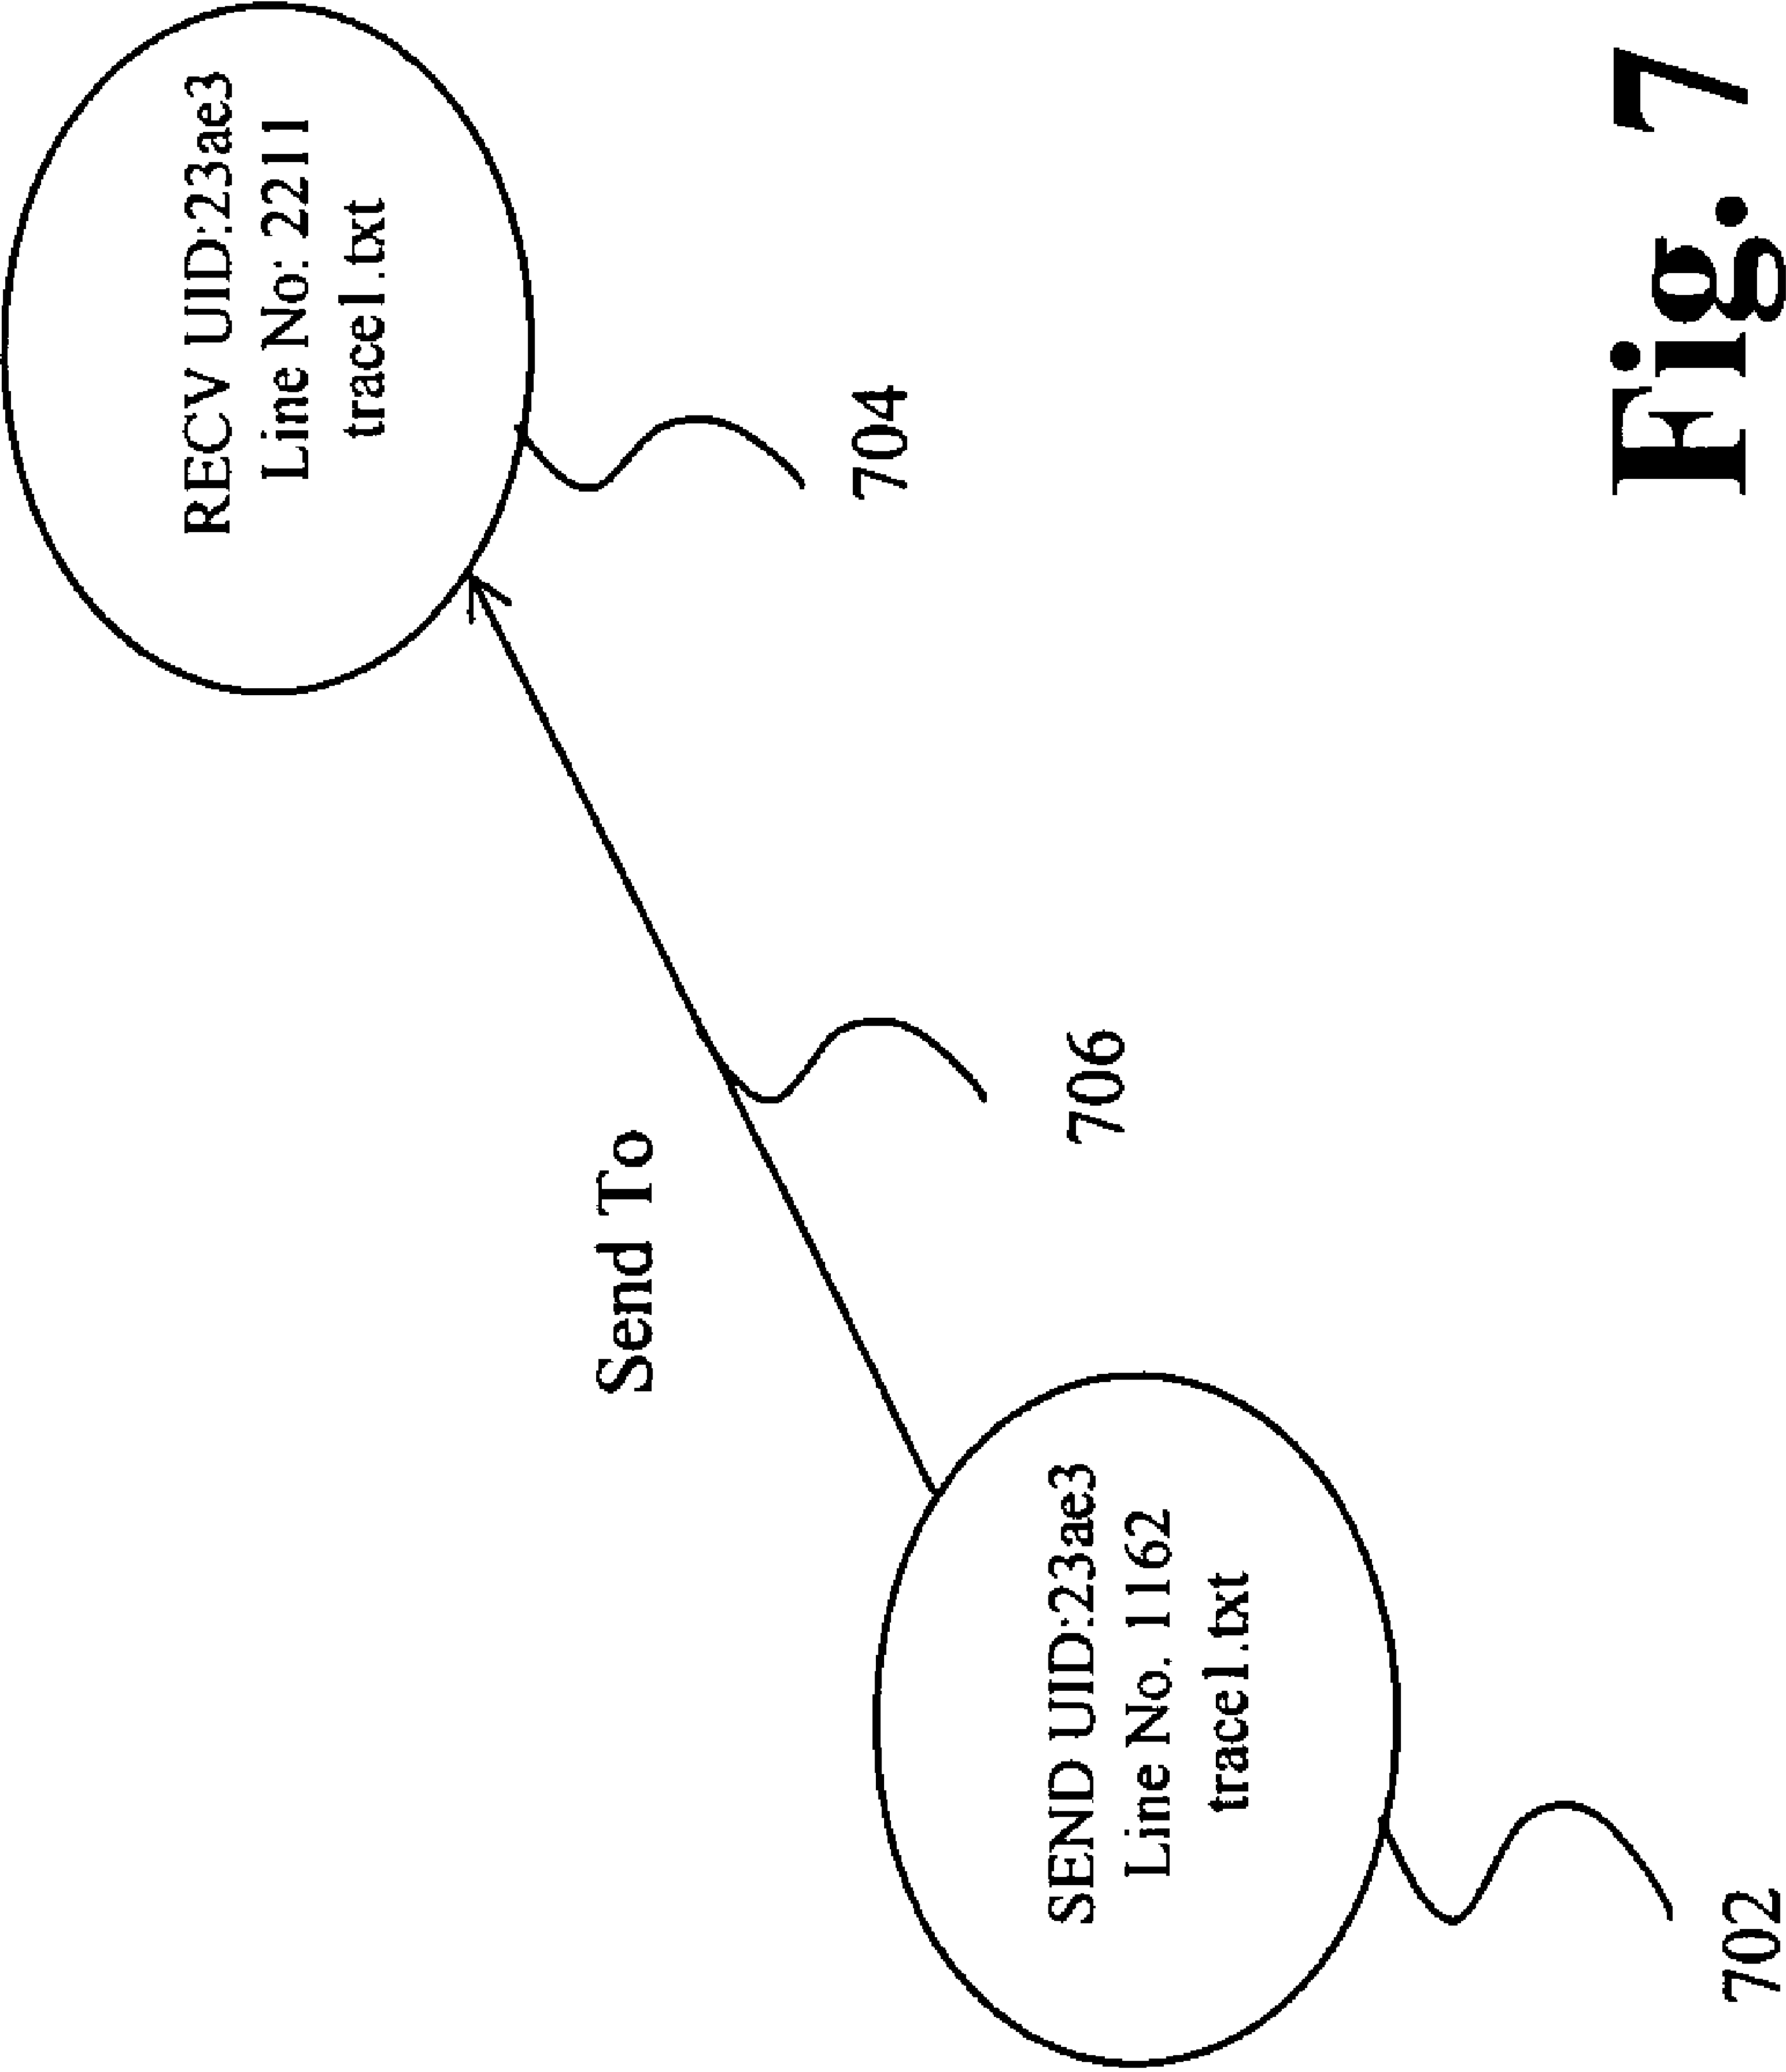 RECV UID:23ae3
Line No: 2211
trace1.txt
704
Send To
706
SEND UID:23ae3
Line No. 1162
trace1.txt
702
Fig. 7